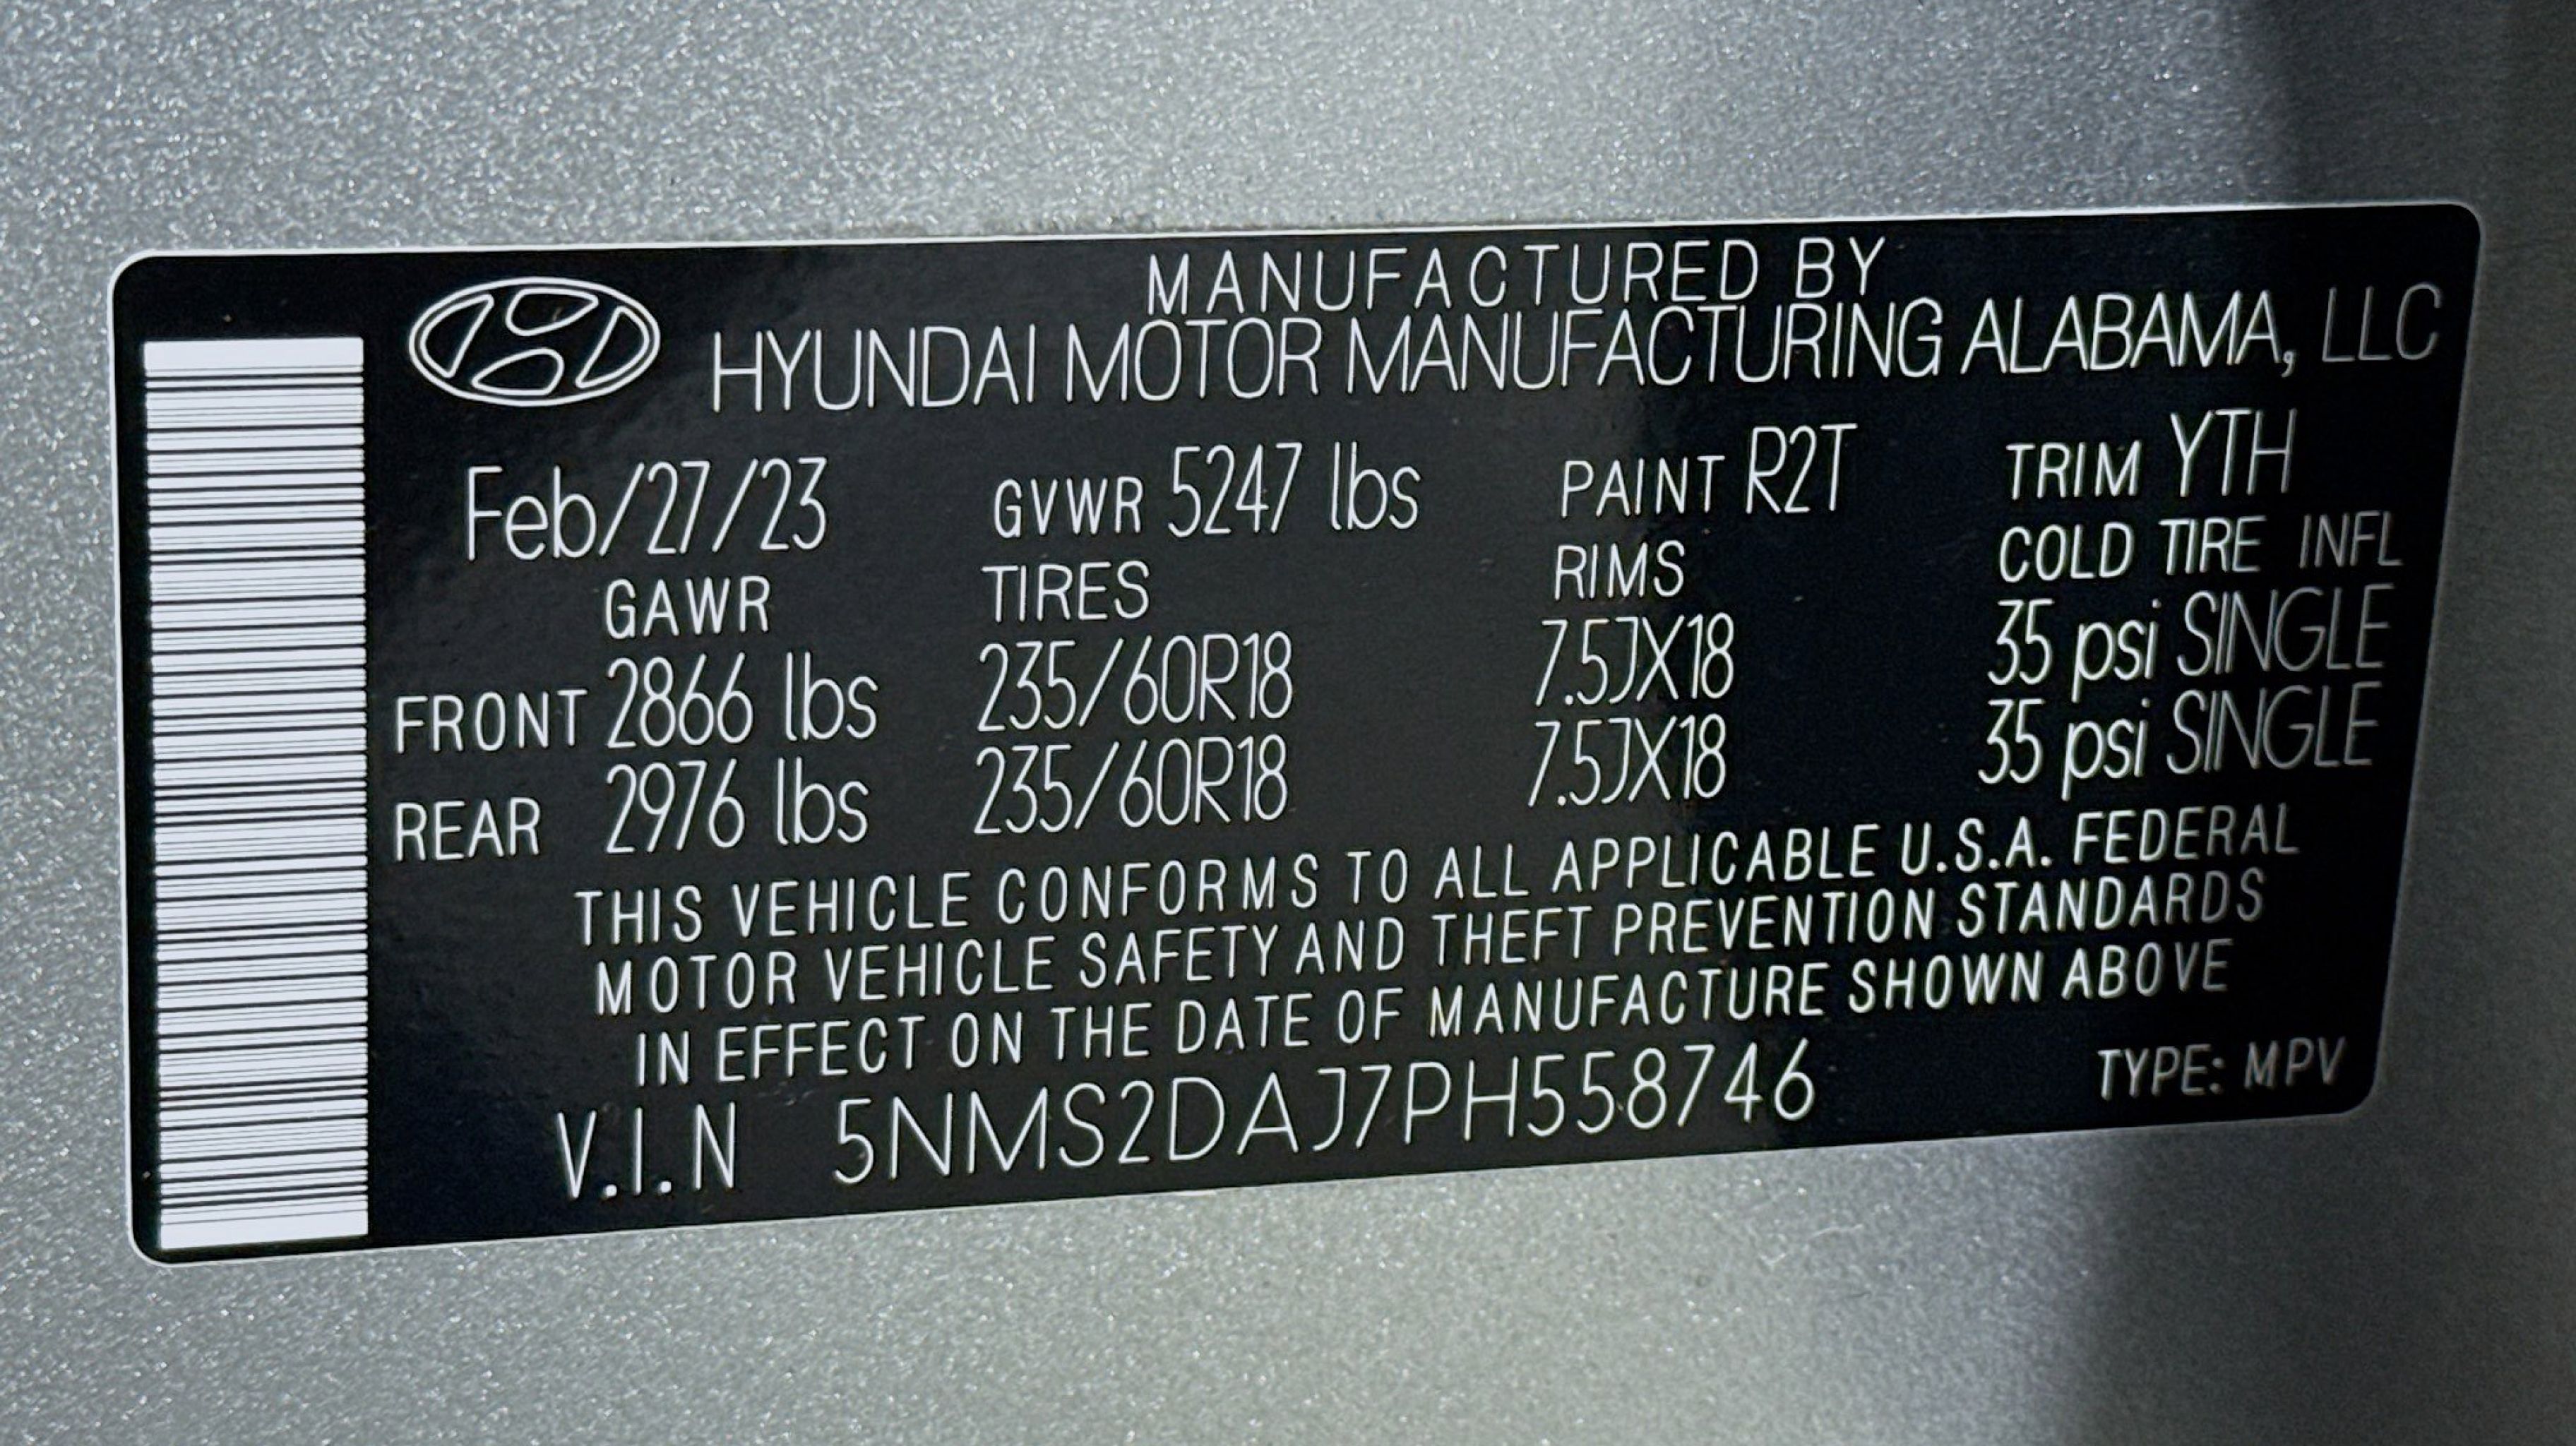 MANUFACTURED BY
HYUNDAI MOTOR MANUFACTURING ALABAMA, LLC
Feb/27/23 GVWR 5247 lbs PAINT R2T TRIM YTH
GAWR TIRES RIMS COLD TIRE INFL
FRONT 2866 lbs 235/60R18 7.5JX18 35 psi SINGLE
REAR 2976 lbs 235/60R18 7.5JX18 35 psi SINGLE
THIS VEHICLE CONFORMS TO ALL APPLICABLE U.S.A. FEDERAL
MOTOR VEHICLE SAFETY AND THEFT PREVENTION STANDARDS
IN EFFECT ON THE DATE OF MANUFACTURE SHOWN ABOVE
V.I.N 5NMS2DAJ7PH558746 TYPE: MPV